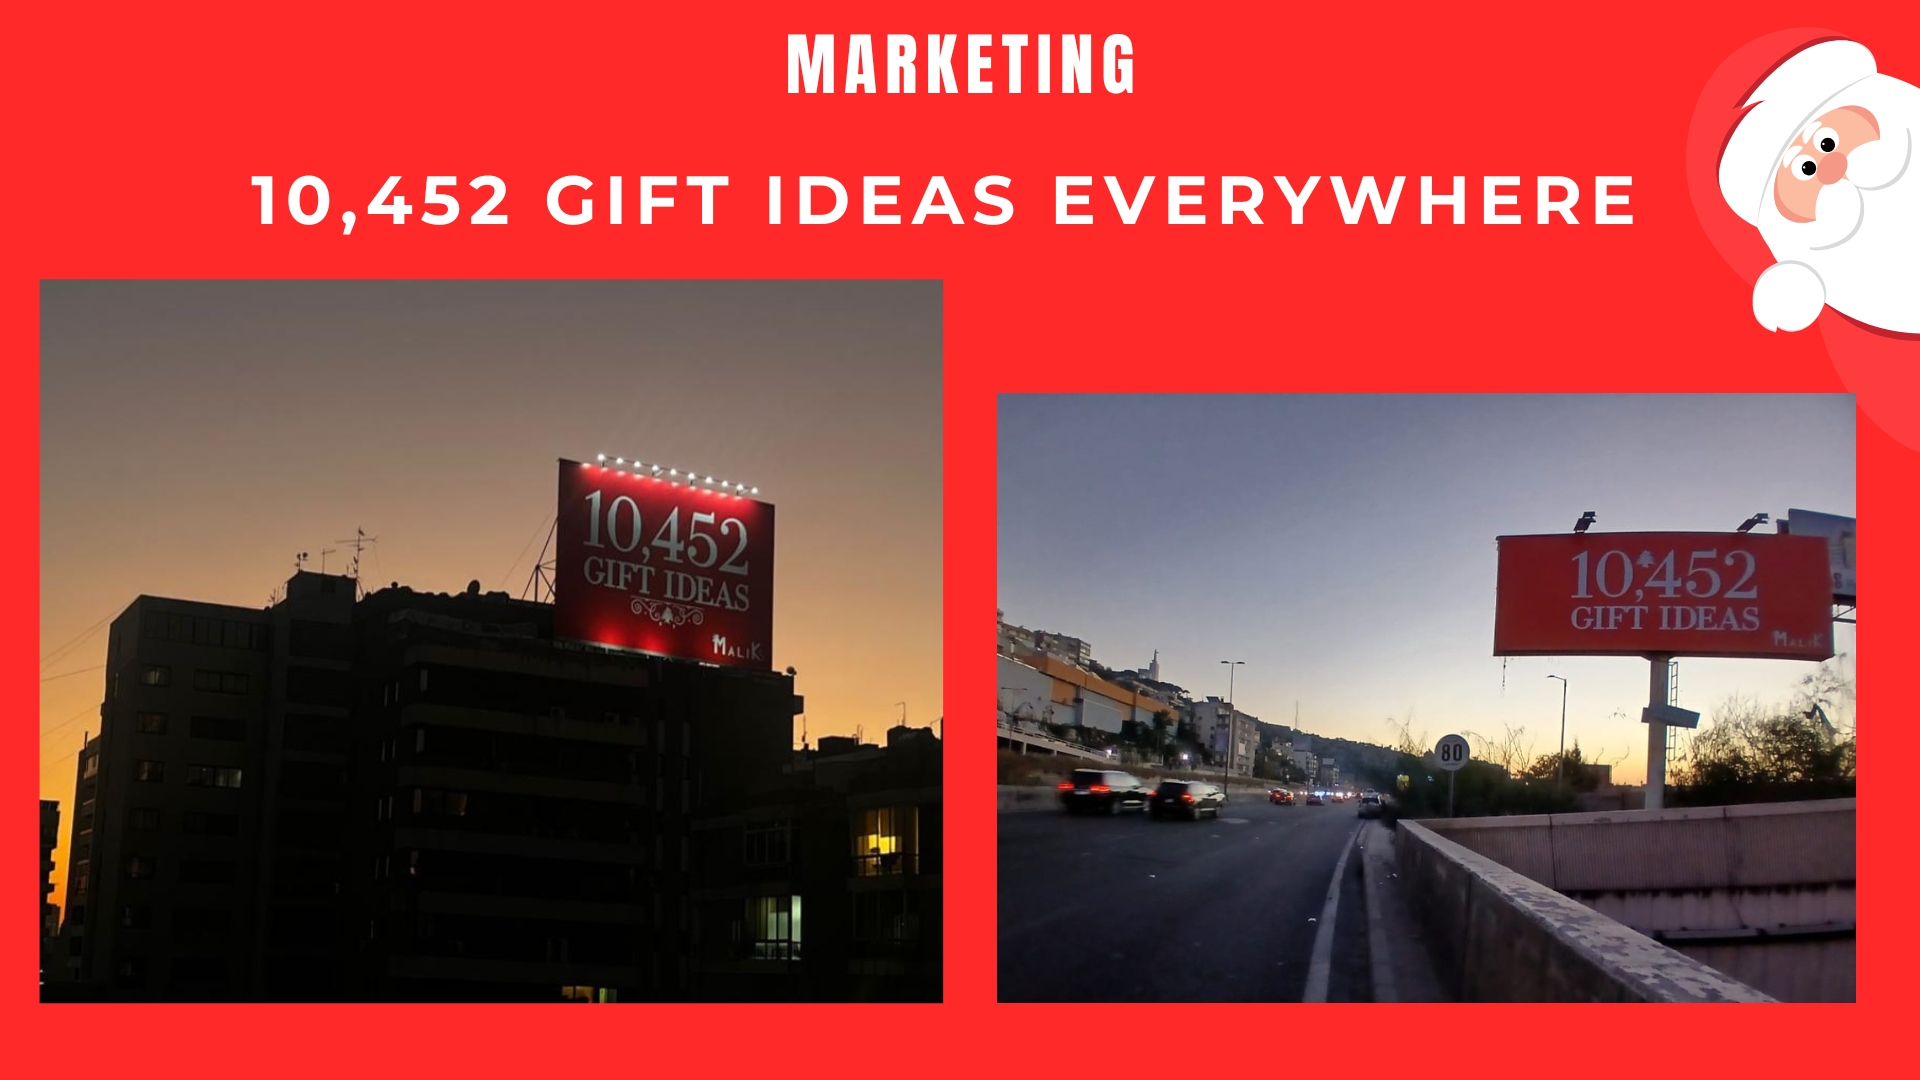 MARKETING
10,452 GIFT IDEAS EVERYWHERE
10,452
GIFT IDEAS
MALIK
10,452
GIFT IDEAS
MALIK
80